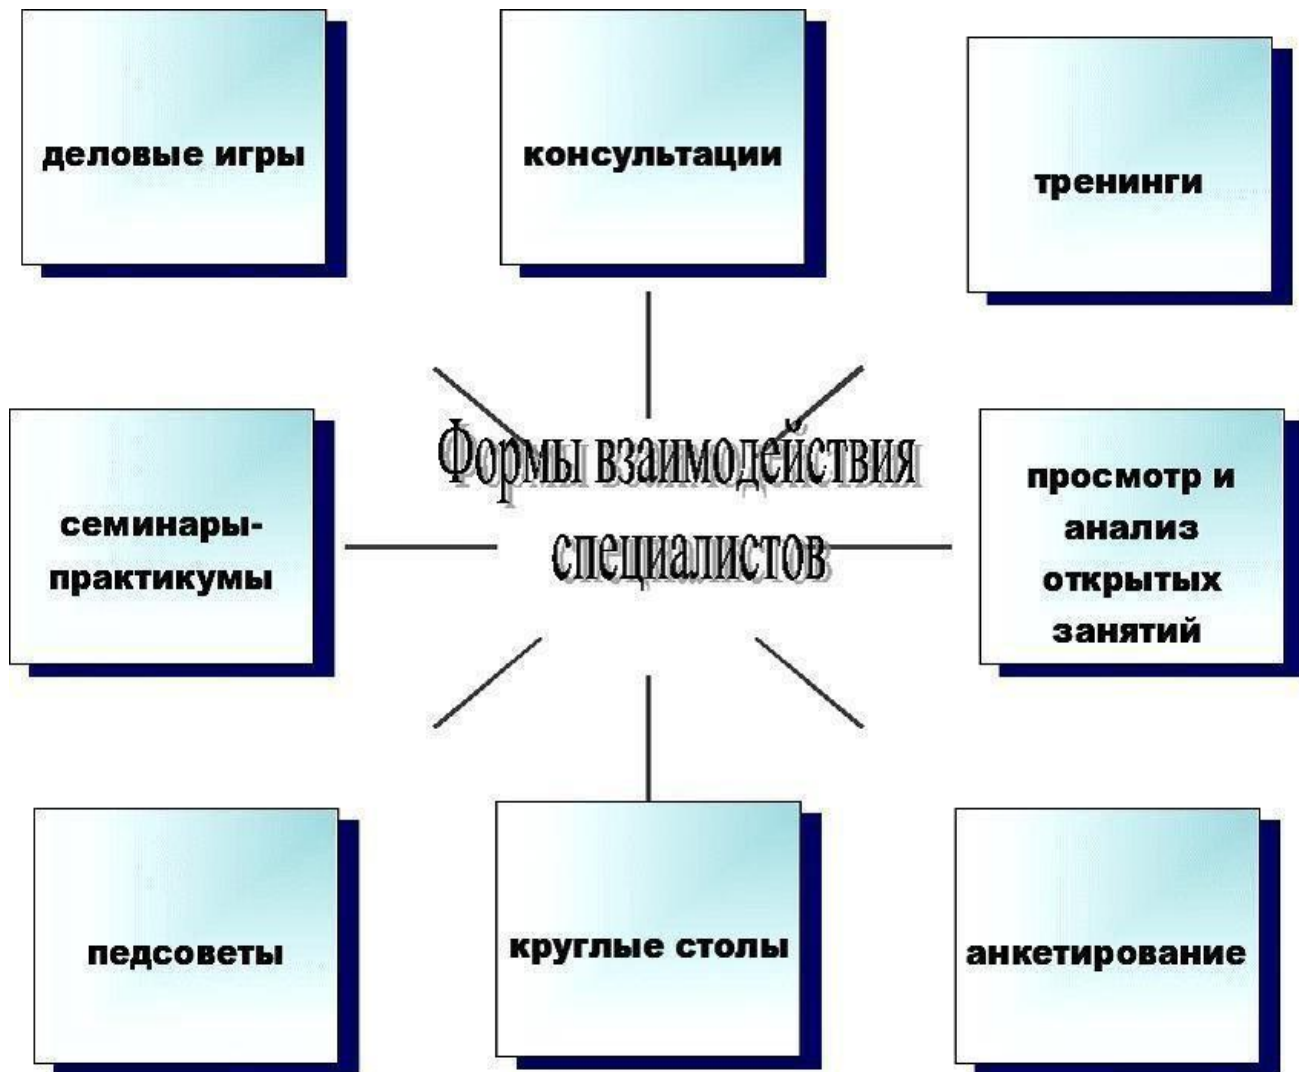 деловые игры
консультации
тренинги
Формы взаимодействия
специалистов
семинары-
практикумы
просмотр и
анализ
открытых
занятий
педсоветы
круглые столы
анкетирование